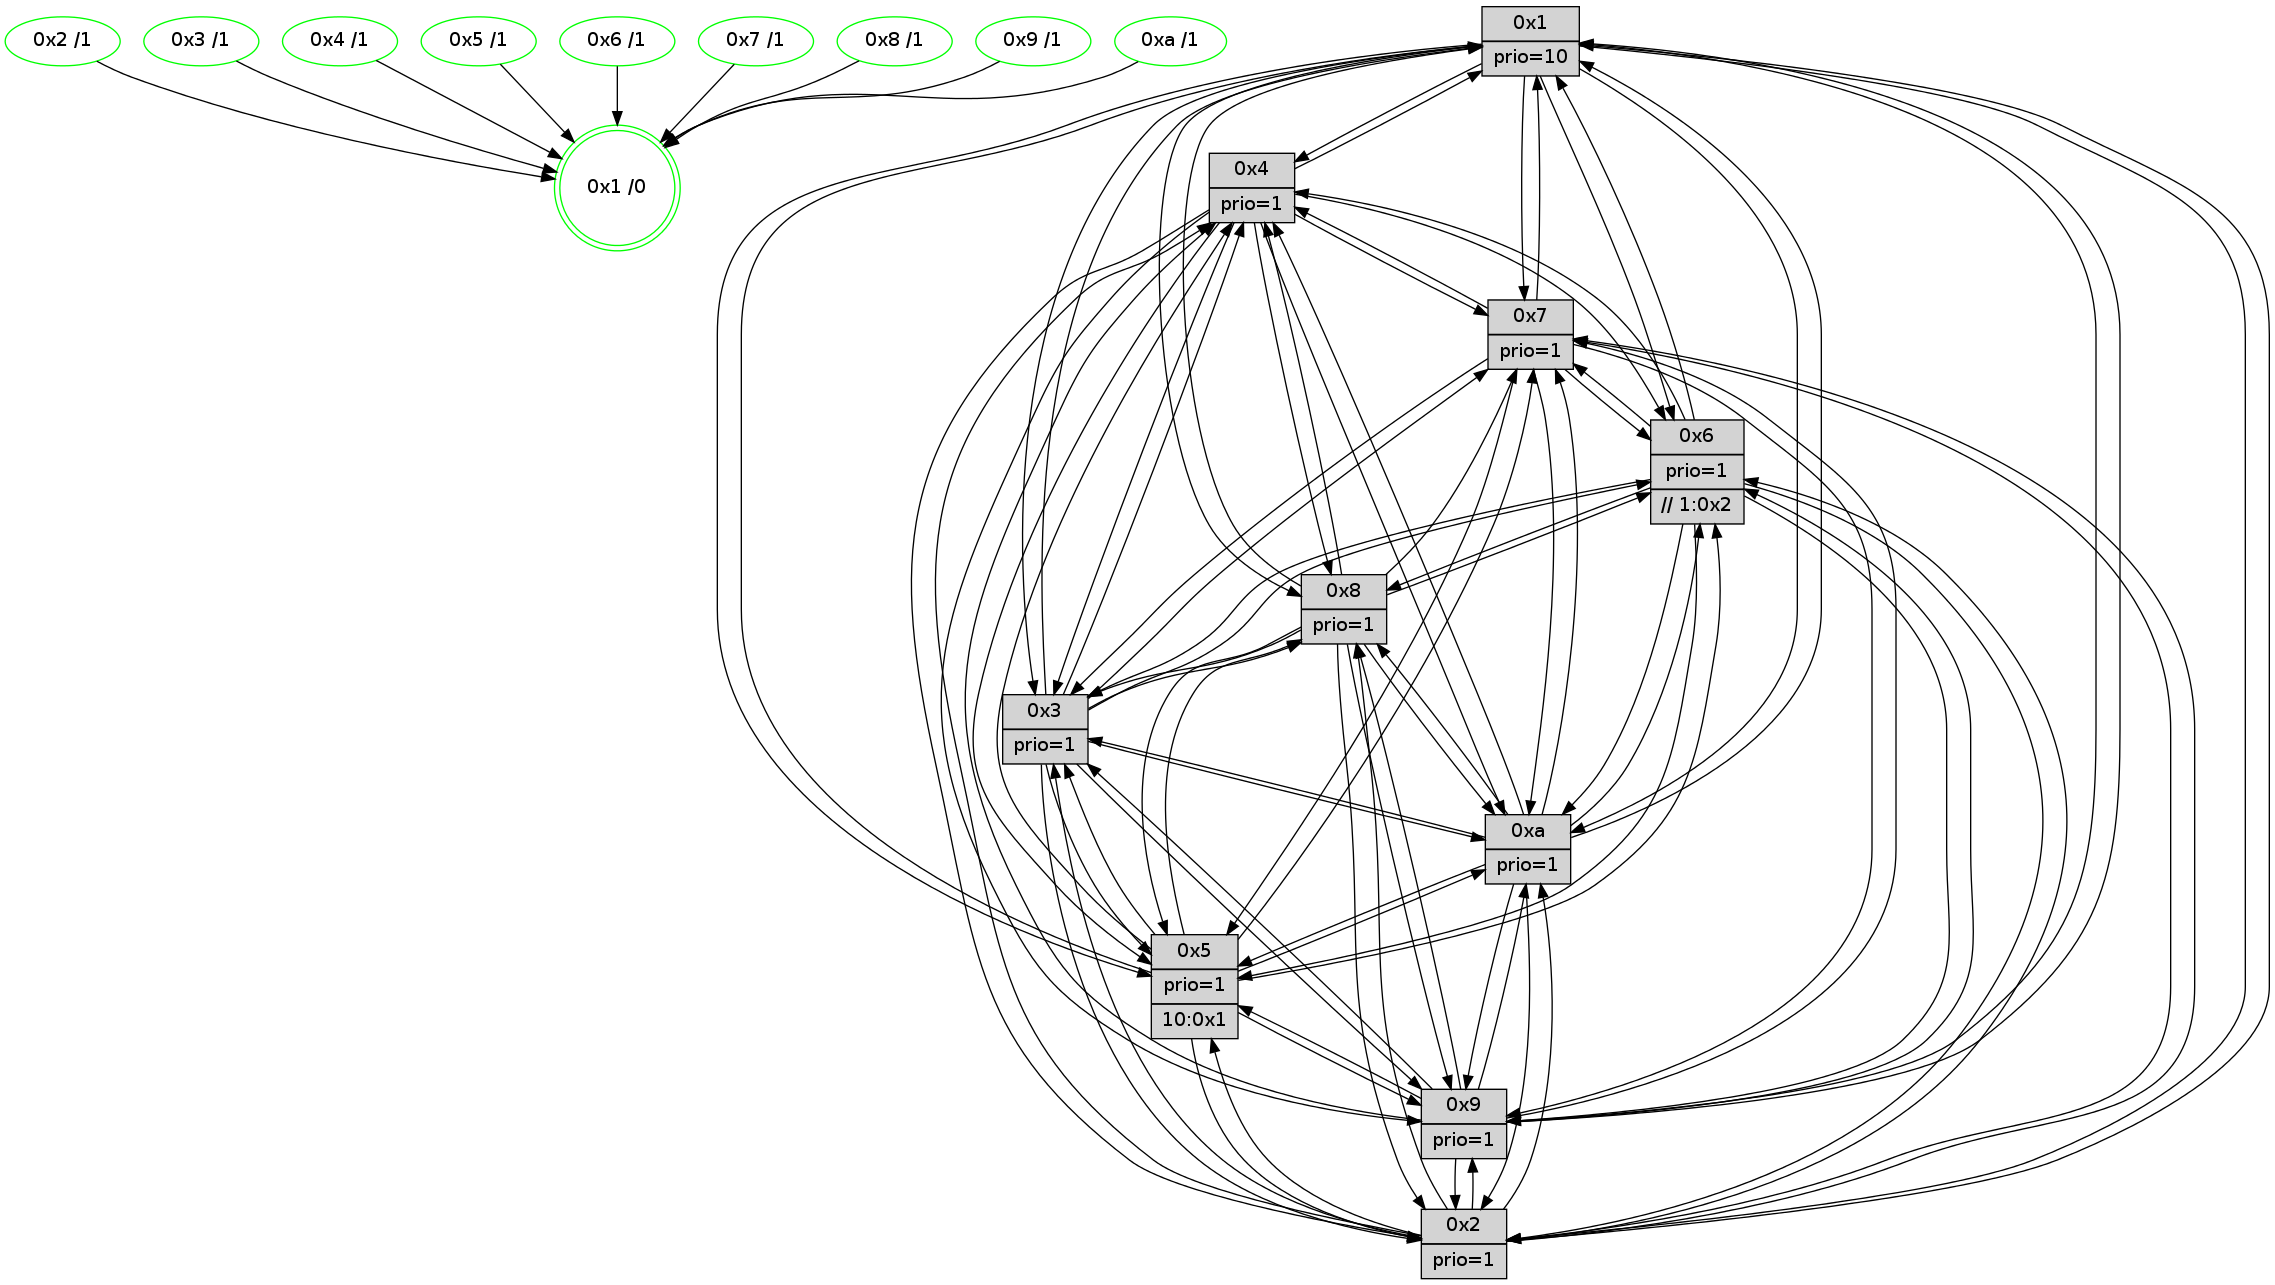 0x2 /1
0x3 /1
0x4 /1
0x5 /1
0x6 /1
0x7 /1
0x8 /1
0x9 /1
0xa /1
0x1 /0
0x1
prio=10
0x4
prio=1
0x7
prio=1
0x6
prio=1
// 1:0x2
0x8
prio=1
0x3
prio=1
0xa
prio=1
0x5
prio=1
10:0x1
0x9
prio=1
0x2
prio=1